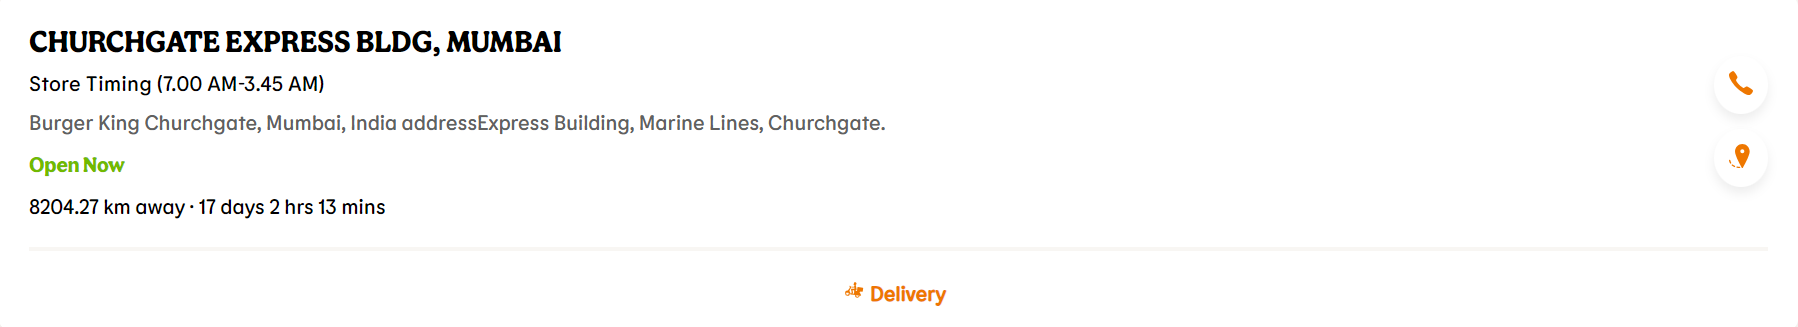 CHURCHGATE EXPRESS BLDG, MUMBAI
Store Timing (7.00 AM-3.45 AM)
Burger King Churchgate, Mumbai, India addressExpress Building, Marine Lines, Churchgate.
Open Now
8204.27 km away · 17 days 2 hrs 13 mins
Delivery